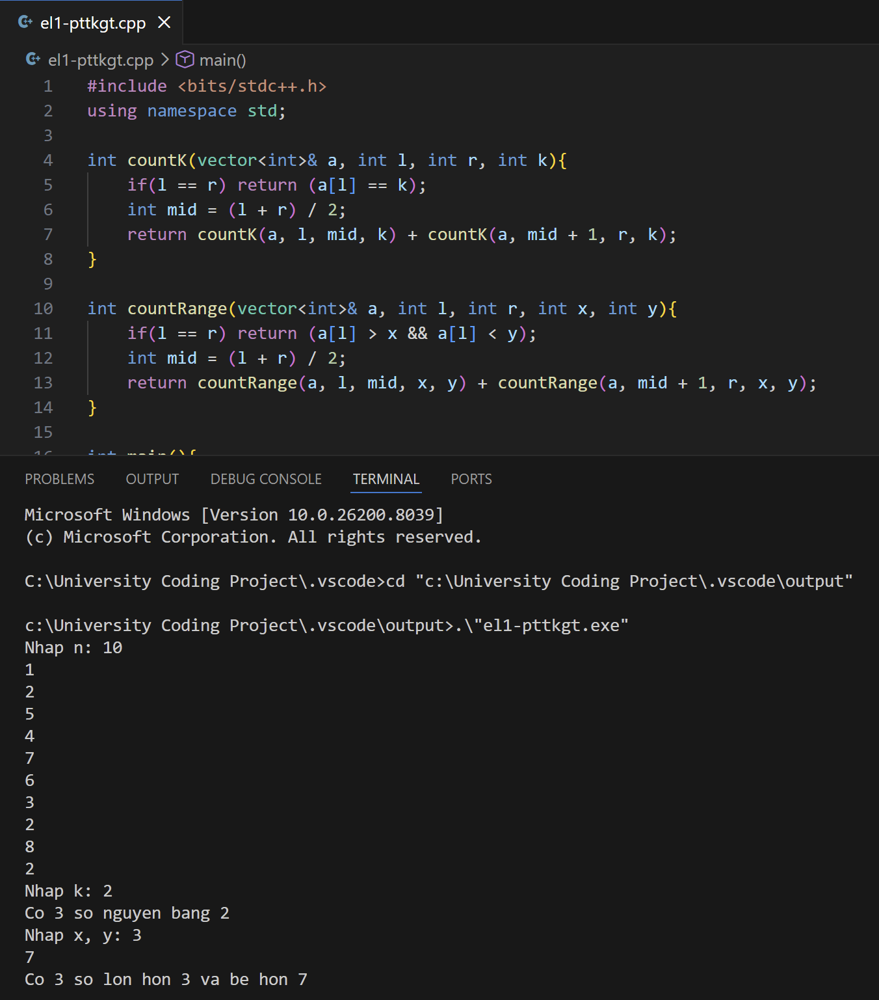 el1-pttkgt.cpp
el1-pttkgt.cpp > main()
1 #include <bits/stdc++.h>
2 using namespace std;
3
4 int countK(vector<int>& a, int l, int r, int k){
5 if(l == r) return (a[l] == k);
6 int mid = (l + r) / 2;
7 return countK(a, l, mid, k) + countK(a, mid + 1, r, k);
8 }
9
10 int countRange(vector<int>& a, int l, int r, int x, int y){
11 if(l == r) return (a[l] > x && a[l] < y);
12 int mid = (l + r) / 2;
13 return countRange(a, l, mid, x, y) + countRange(a, mid + 1, r, x, y);
14 }
15
16 int main(){
PROBLEMS OUTPUT DEBUG CONSOLE TERMINAL PORTS
Microsoft Windows [Version 10.0.26200.8039]
(c) Microsoft Corporation. All rights reserved.
C:\University Coding Project\.vscode>cd "c:\University Coding Project\.vscode\output"
c:\University Coding Project\.vscode\output>.\"el1-pttkgt.exe"
Nhap n: 10
1
2
5
4
7
6
3
2
8
2
Nhap k: 2
Co 3 so nguyen bang 2
Nhap x, y: 3
7
Co 3 so lon hon 3 va be hon 7